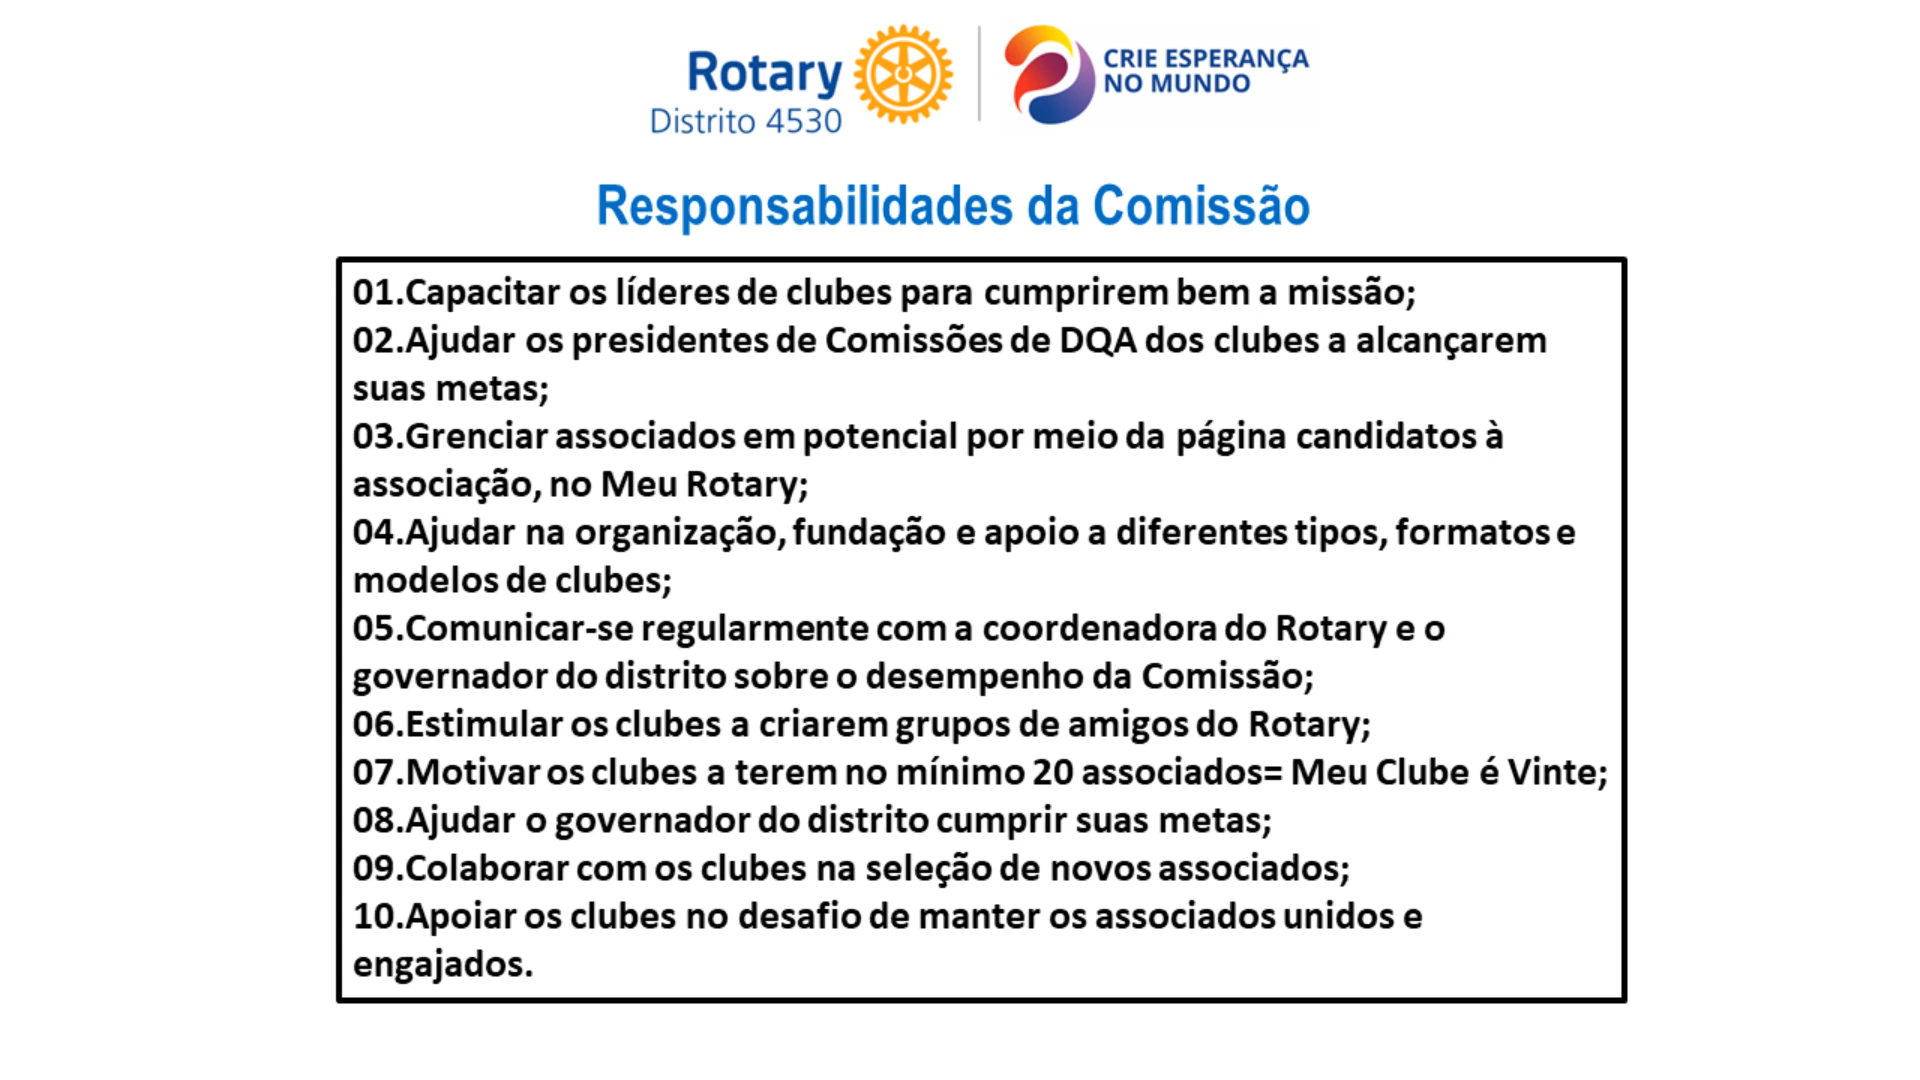 Rotary
Distrito 4530
CRIE ESPERANÇA
NO MUNDO
Responsabilidades da Comissão
01.Capacitar os líderes de clubes para cumprirem bem a missão;
02.Ajudar os presidentes de Comissões de DQA dos clubes a alcançarem
suas metas;
03.Grenciar associados em potencial por meio da página candidatos à
associação, no Meu Rotary;
04.Ajudar na organização, fundação e apoio a diferentes tipos, formatos e
modelos de clubes;
05.Comunicar-se regularmente com a coordenadora do Rotary e o
governador do distrito sobre o desempenho da Comissão;
06.Estimular os clubes a criarem grupos de amigos do Rotary;
07.Motivar os clubes a terem no mínimo 20 associados= Meu Clube é Vinte;
08.Ajudar o governador do distrito cumprir suas metas;
09.Colaborar com os clubes na seleção de novos associados;
10.Apoiar os clubes no desafio de manter os associados unidos e
engajados.